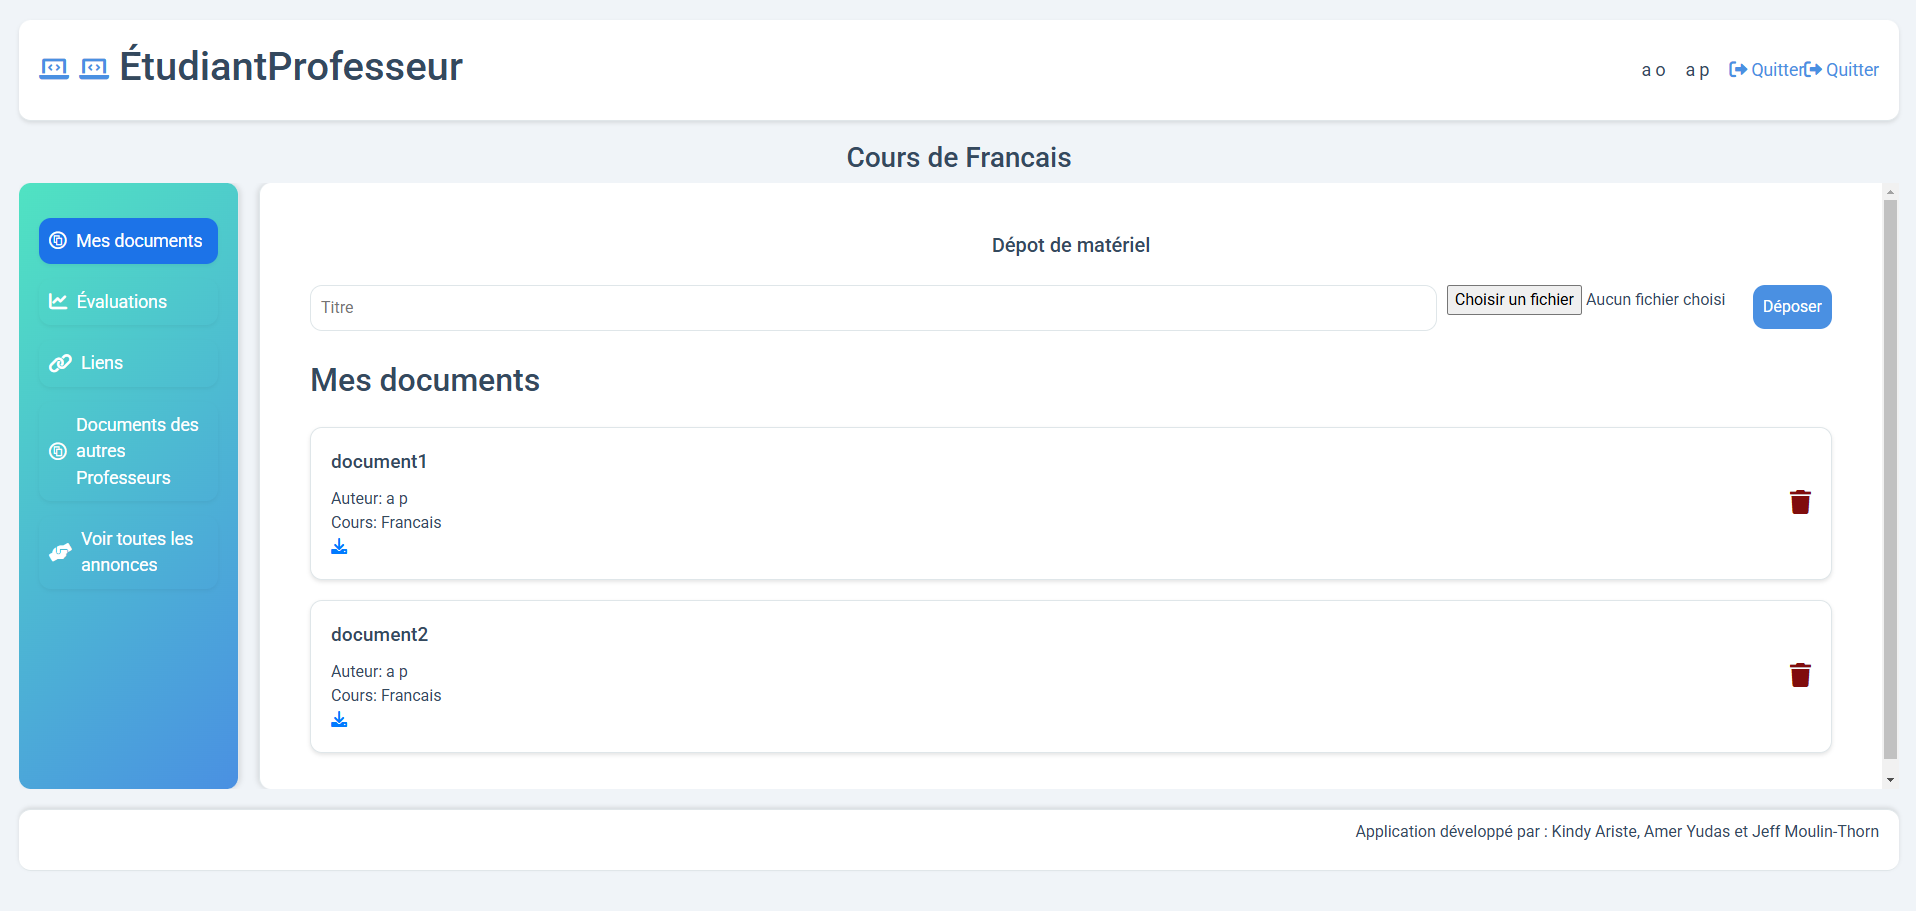 ÉtudiantProfesseur
a o a p Quitter Quitter
Cours de Francais
Mes documents
Évaluations
Liens
Documents des
autres
Professeurs
Voir toutes les
annonces
Dépot de matériel
Titre
Choisir un fichier Aucun fichier choisi
Déposer
Mes documents
document1
Auteur: a p
Cours: Francais
document2
Auteur: a p
Cours: Francais
Application développé par : Kindy Ariste, Amer Yudas et Jeff Moulin-Thorn